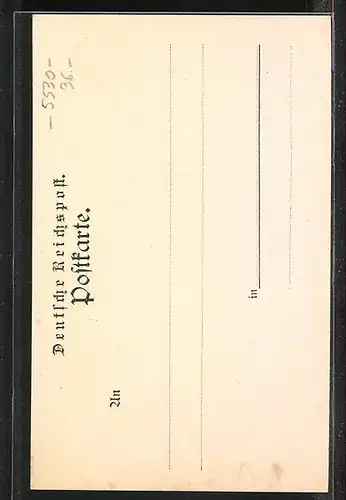 Deutſche Reichspoſt.
Poſtkarte.
An
in
– 5530 –
36.–